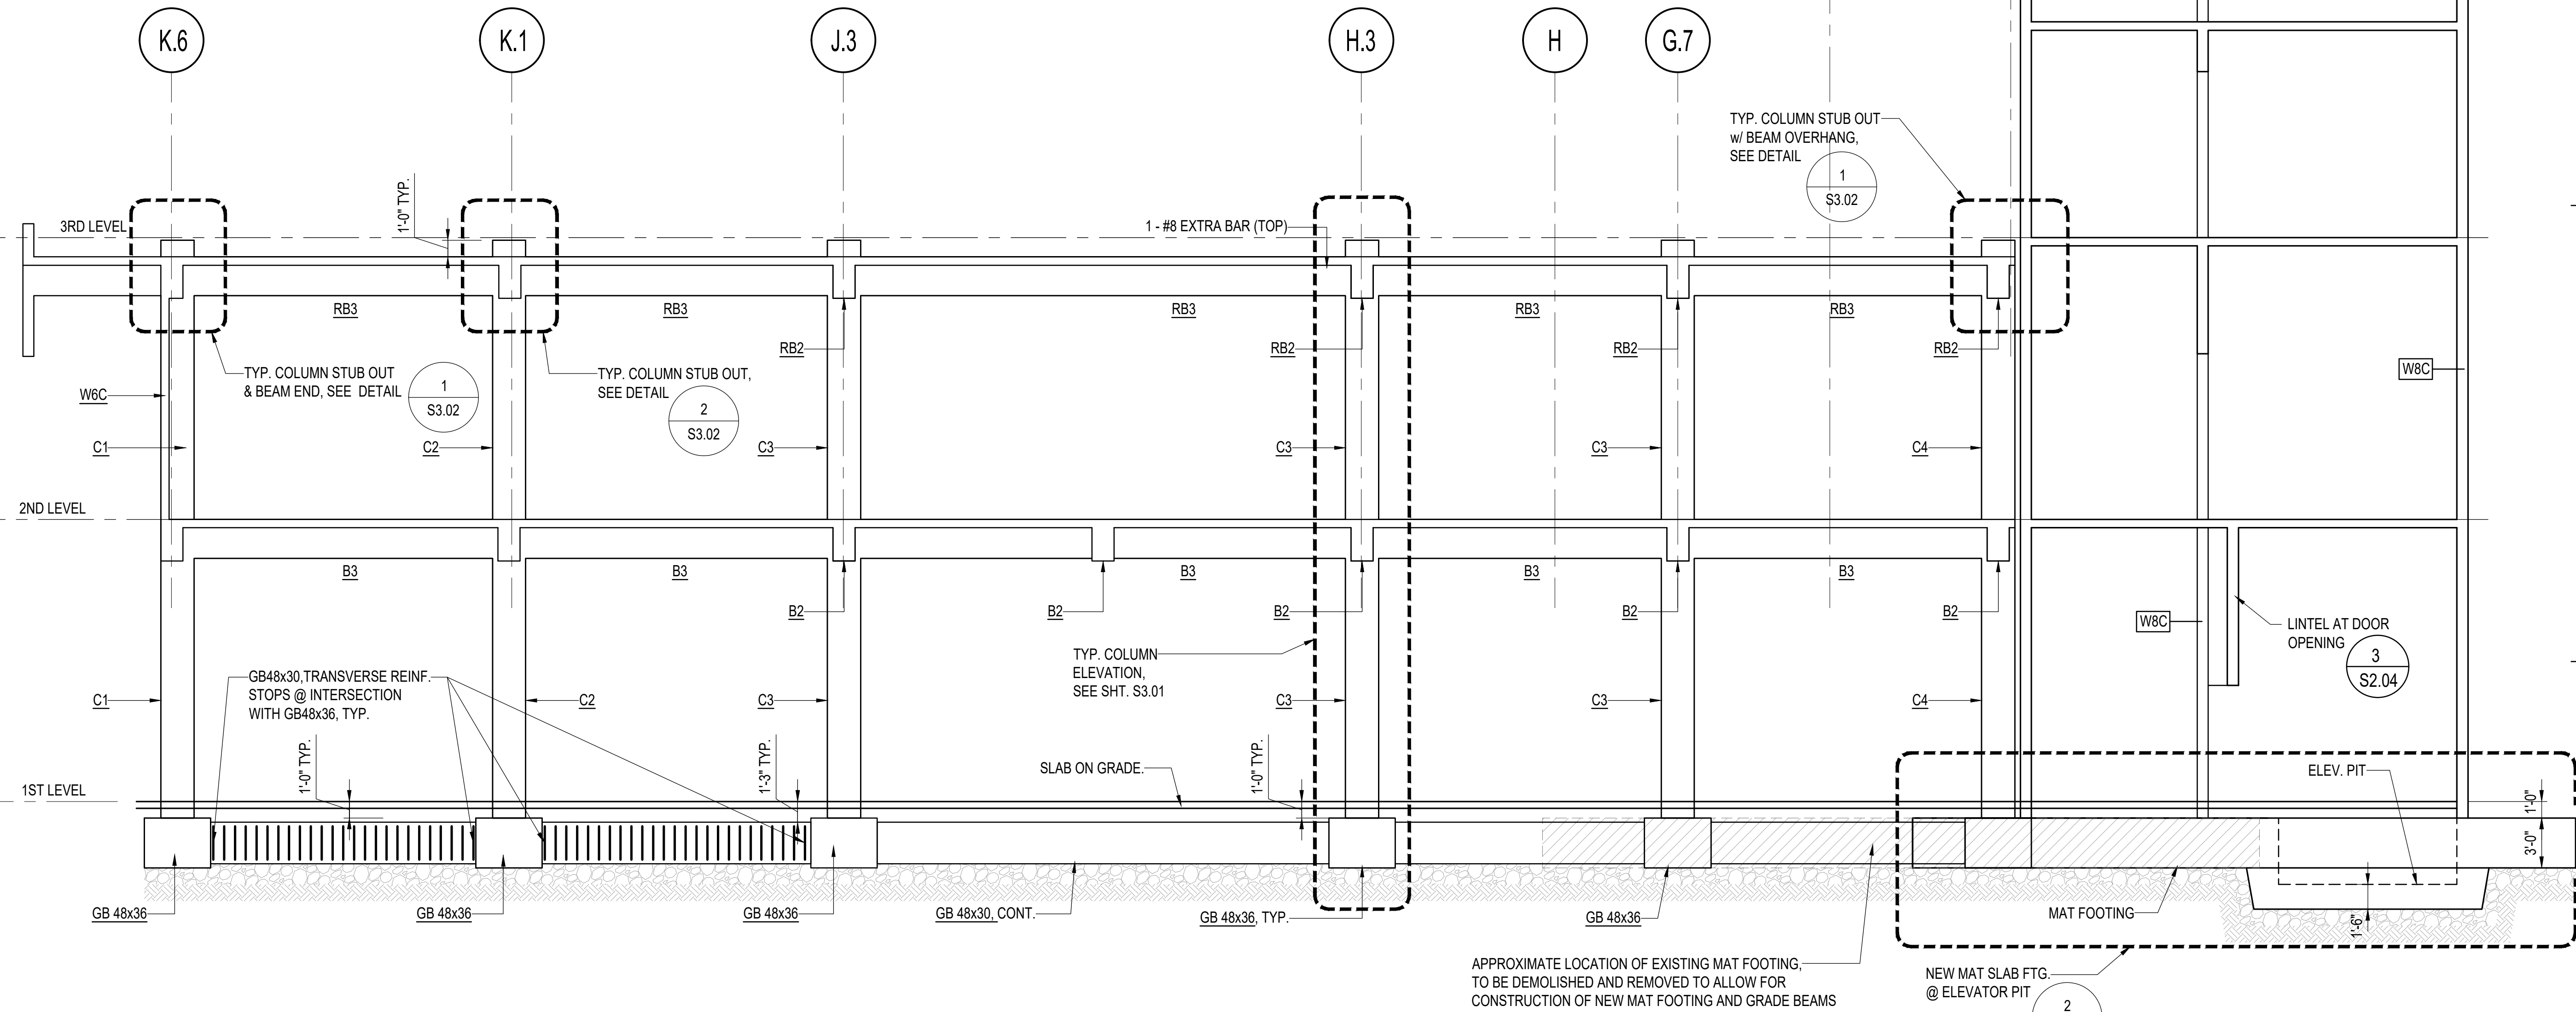 K.6
K.1
J.3
H.3
H
G.7
TYP. COLUMN STUB OUT
w/ BEAM OVERHANG,
SEE DETAIL
1
S3.02
3RD LEVEL
1'-0" TYP.
1 - #8 EXTRA BAR (TOP)
RB3
RB3
RB3
RB3
RB3
RB2
RB2
RB2
RB2
TYP. COLUMN STUB OUT
& BEAM END, SEE DETAIL
1
S3.02
TYP. COLUMN STUB OUT,
SEE DETAIL
2
S3.02
W6C
W8C
C1
C2
C3
C3
C3
C4
2ND LEVEL
B3
B3
B3
B3
B3
B2
B2
B2
B2
B2
W8C
LINTEL AT DOOR
OPENING
3
S2.04
TYP. COLUMN
ELEVATION,
SEE SHT. S3.01
GB48x30,TRANSVERSE REINF.
STOPS @ INTERSECTION
WITH GB48x36, TYP.
C1
C2
C3
C3
C3
C4
1'-0" TYP.
1'-3" TYP.
1'-0" TYP.
SLAB ON GRADE.
ELEV. PIT
1ST LEVEL
1'-0"
3'-0"
GB 48x36
GB 48x36
GB 48x36
GB 48x30, CONT.
GB 48x36, TYP.
GB 48x36
MAT FOOTING
1'-6"
APPROXIMATE LOCATION OF EXISTING MAT FOOTING,
TO BE DEMOLISHED AND REMOVED TO ALLOW FOR
CONSTRUCTION OF NEW MAT FOOTING AND GRADE BEAMS
NEW MAT SLAB FTG.
@ ELEVATOR PIT
2